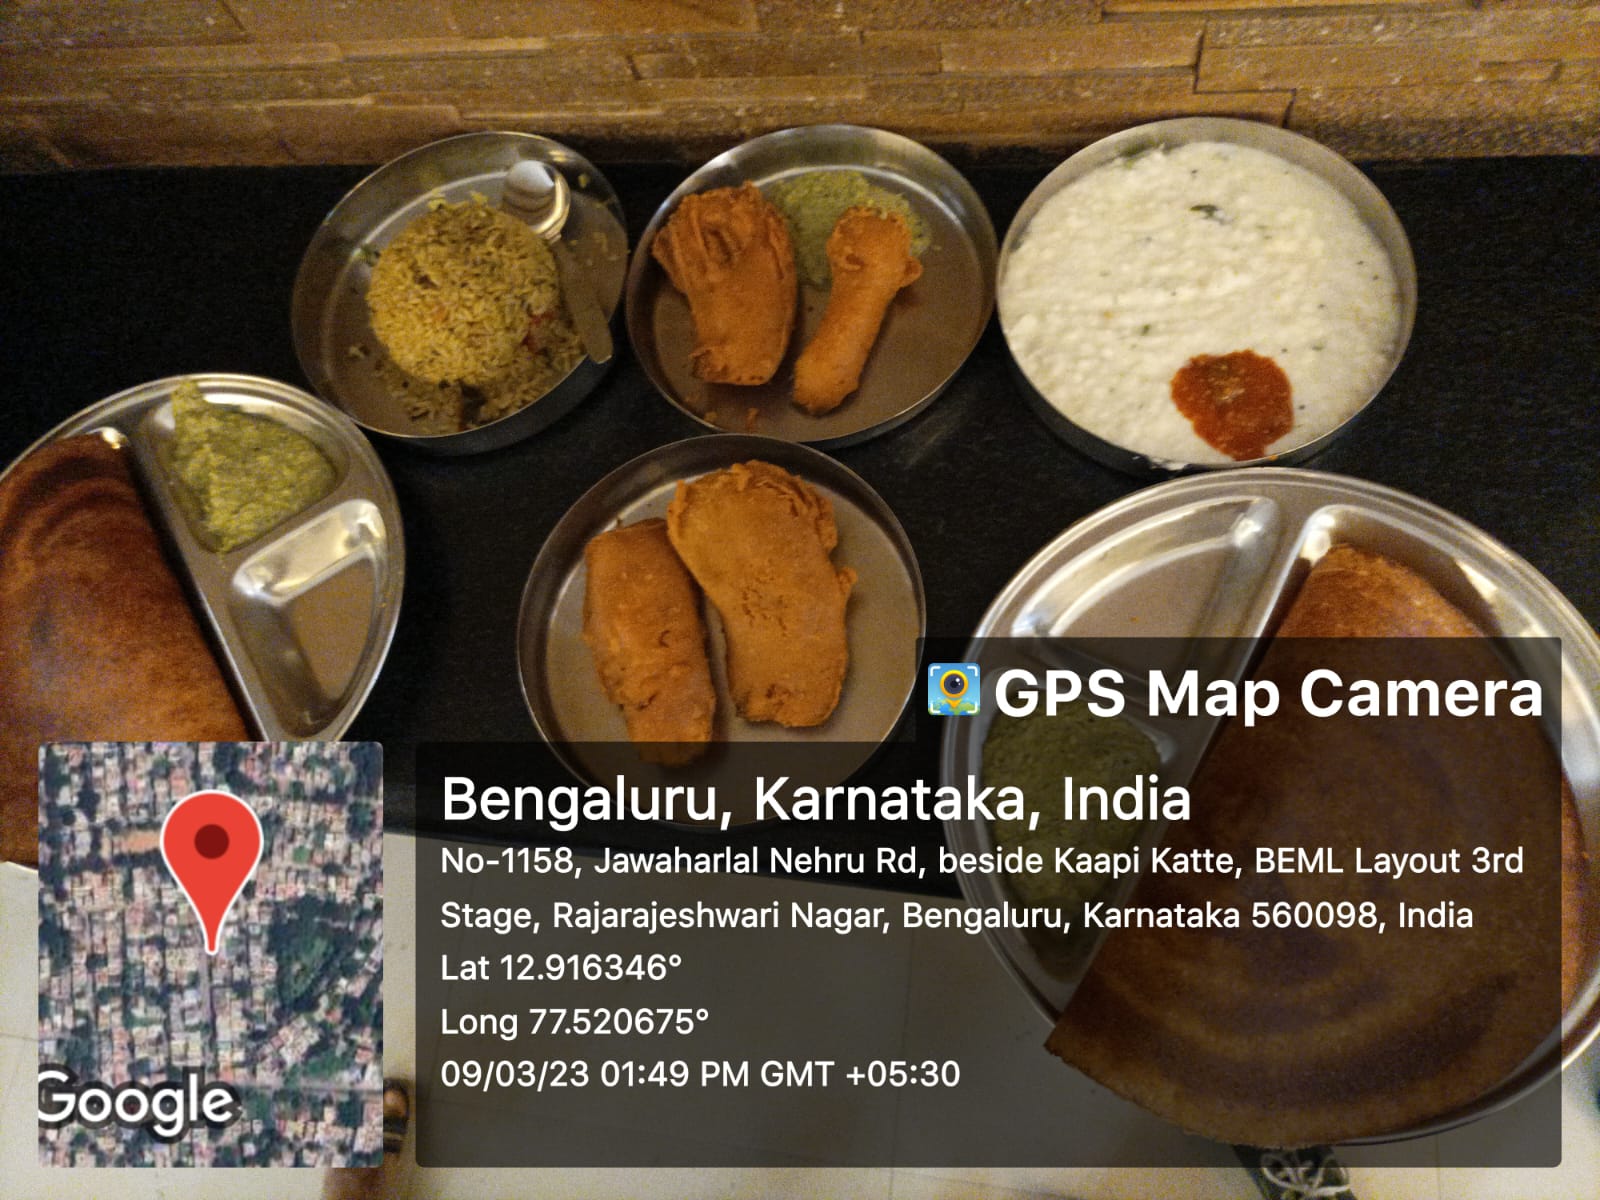 GPS Map Camera
Bengaluru, Karnataka, India
No-1158, Jawaharlal Nehru Rd, beside Kaapi Katte, BEML Layout 3rd
Stage, Rajarajeshwari Nagar, Bengaluru, Karnataka 560098, India
Lat 12.916346°
Long 77.520675°
09/03/23 01:49 PM GMT +05:30
Google